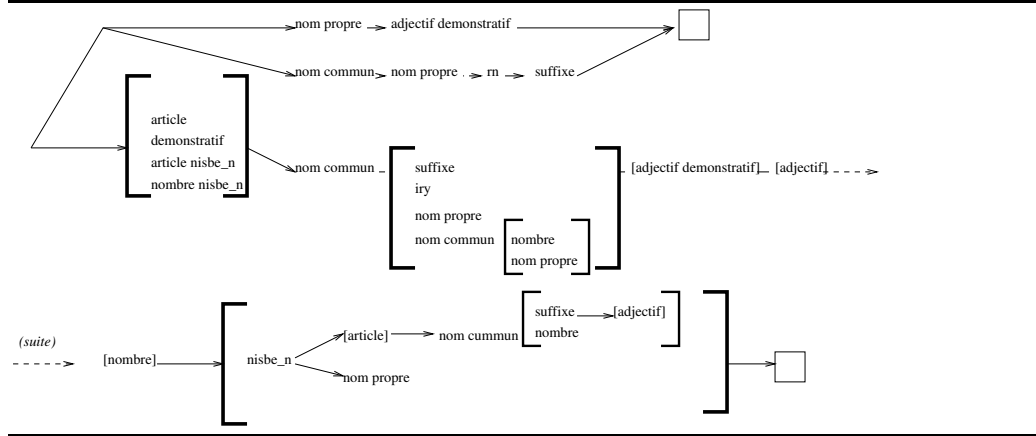 nom propre adjectif demonstratif
nom commun nom propre rn suffixe
article
demonstratif
article nisbe_n
nombre nisbe_n
nom commun
suffixe
iry
nom propre
nom commun
nombre
nom propre
[adjectif demonstratif] [adjectif]
(suite)
[nombre]
nisbe_n
[article] nom cummun
suffixe [adjectif]
nombre
nom propre